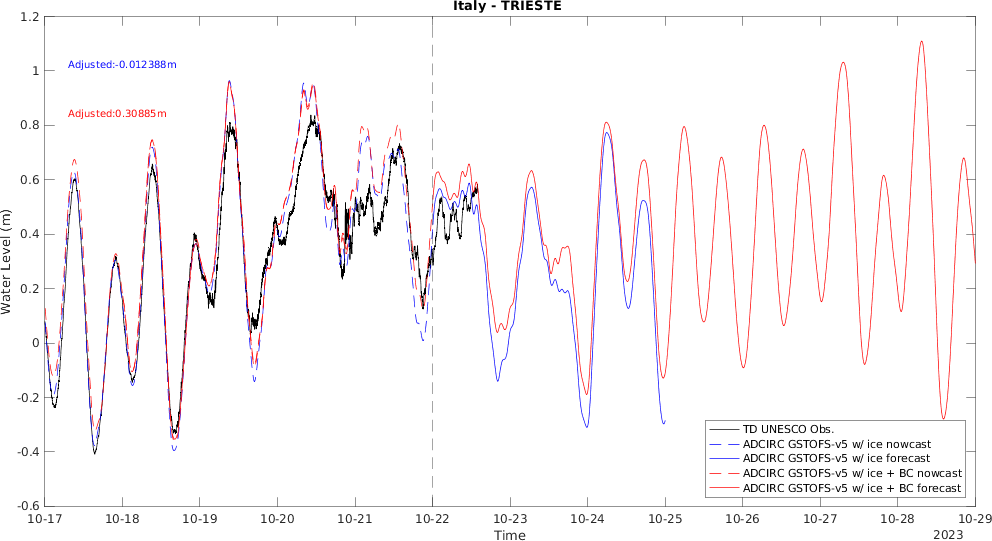 Italy - TRIESTE
1.2
1
0.8
0.6
0.4
0.2
0
-0.2
-0.4
-0.6
Water Level (m)
Adjusted:-0.012388m
Adjusted:0.30885m
TD UNESCO Obs.
ADCIRC GSTOFS-v5 w/ ice nowcast
ADCIRC GSTOFS-v5 w/ ice forecast
ADCIRC GSTOFS-v5 w/ ice + BC nowcast
ADCIRC GSTOFS-v5 w/ ice + BC forecast
10-17 10-18 10-19 10-20 10-21 10-22 10-23 10-24 10-25 10-26 10-27 10-28 10-29
Time
2023